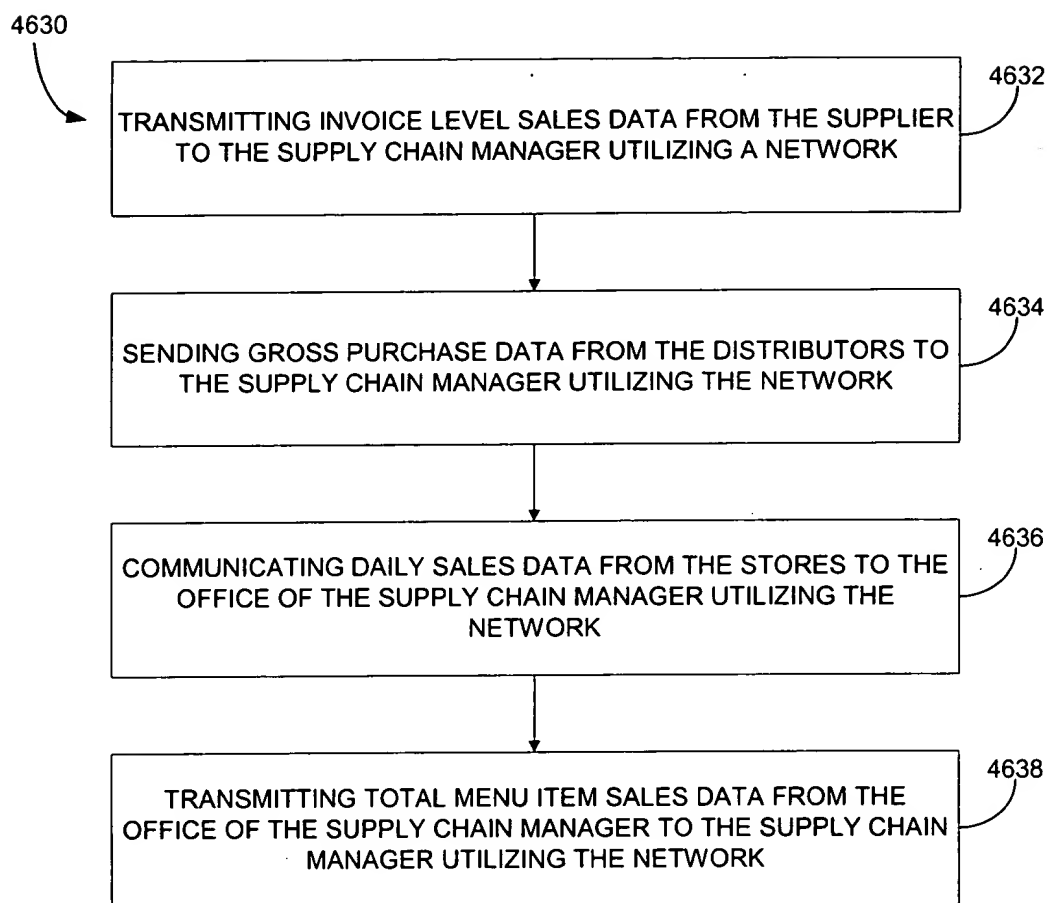 4630
4632
TRANSMITTING INVOICE LEVEL SALES DATA FROM THE SUPPLIER
TO THE SUPPLY CHAIN MANAGER UTILIZING A NETWORK
4634
SENDING GROSS PURCHASE DATA FROM THE DISTRIBUTORS TO
THE SUPPLY CHAIN MANAGER UTILIZING THE NETWORK
4636
COMMUNICATING DAILY SALES DATA FROM THE STORES TO THE
OFFICE OF THE SUPPLY CHAIN MANAGER UTILIZING THE
NETWORK
4638
TRANSMITTING TOTAL MENU ITEM SALES DATA FROM THE
OFFICE OF THE SUPPLY CHAIN MANAGER TO THE SUPPLY CHAIN
MANAGER UTILIZING THE NETWORK